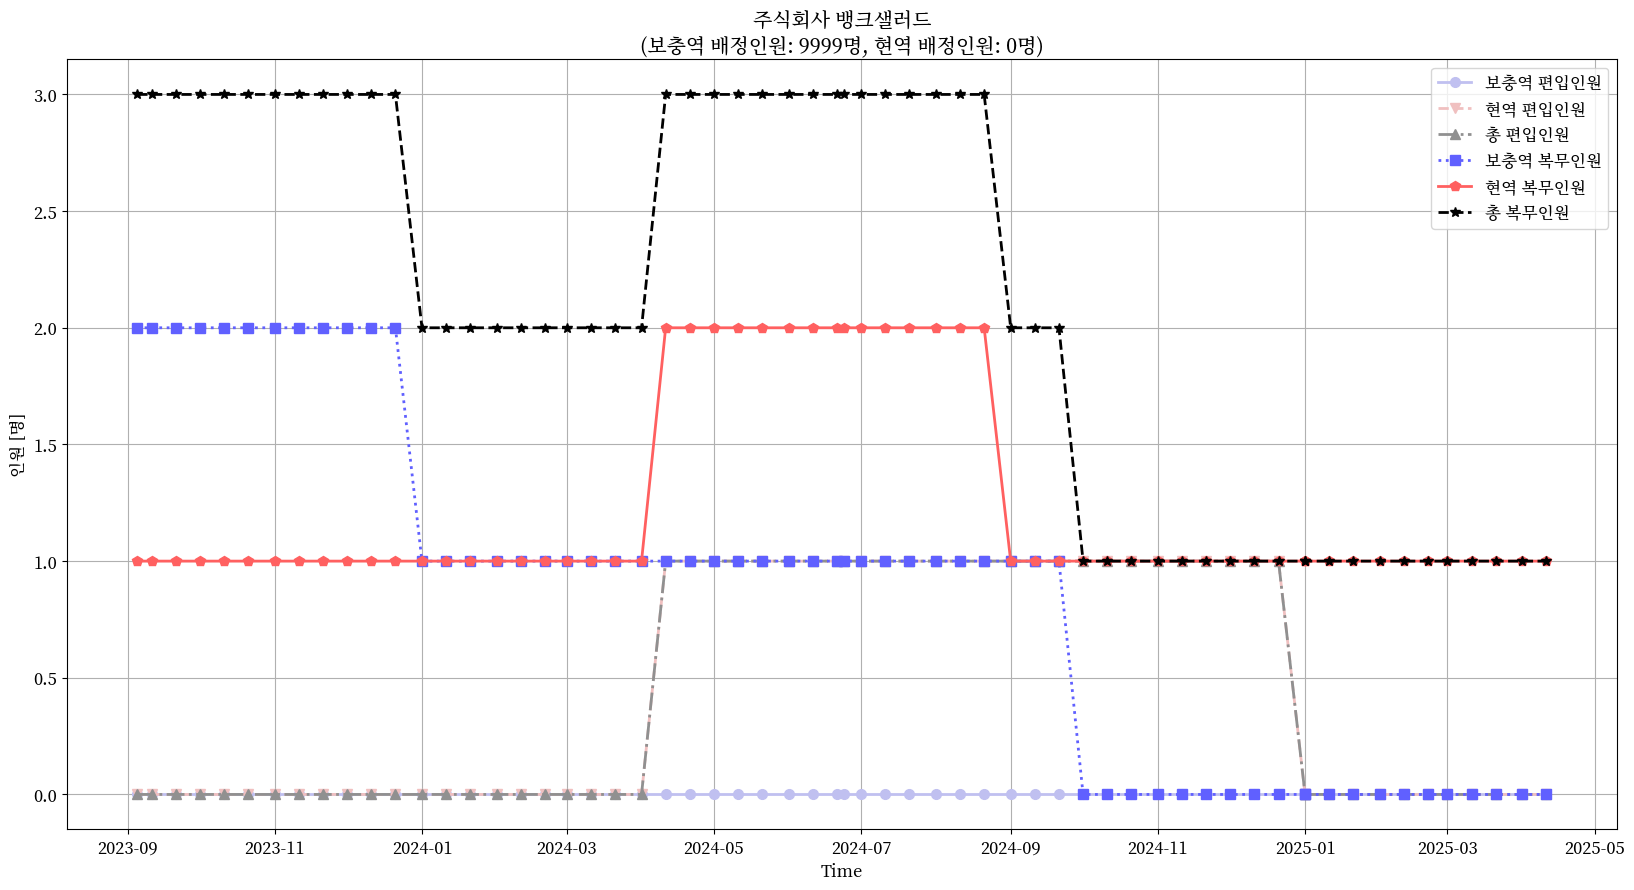 주식회사 뱅크샐러드
(보충역 배정인원: 9999명, 현역 배정인원: 0명)
보충역 편입인원
현역 편입인원
총 편입인원
보충역 복무인원
현역 복무인원
총 복무인원
인원 [명]
3.0
2.5
2.0
1.5
1.0
0.5
0.0
2023-09
2023-11
2024-01
2024-03
2024-05
2024-07
2024-09
2024-11
2025-01
2025-03
2025-05
Time